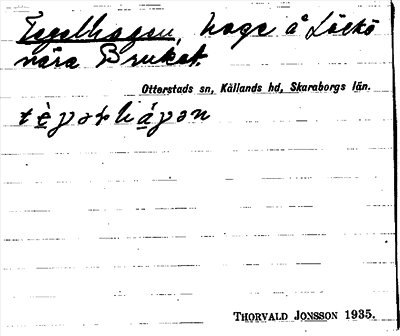 Tegelhagen, hage å Läckö
nära Bruket.
Otterstads sn, Kållands hd, Skaraborgs län.
THORVALD JONSSON 1935.